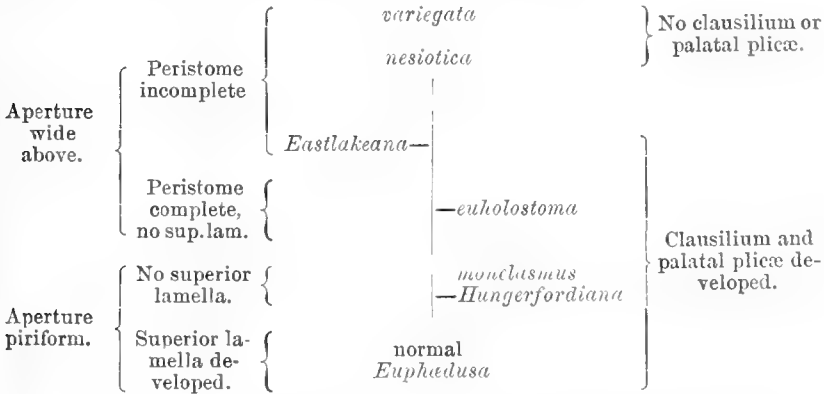 variegata
nesiotica
No clausilium or
palatal plicæ.
Peristome
incomplete
Aperture
wide
above.
Eastlakeana
Peristome
complete,
no sup. lam.
euholostoma
Clausilium and
palatal plicæ de-
veloped.
No superior
lamella.
monelasmus
Hungerfordiana
Aperture
piriform.
Superior la-
mella de-
veloped.
normal
Euphædusa